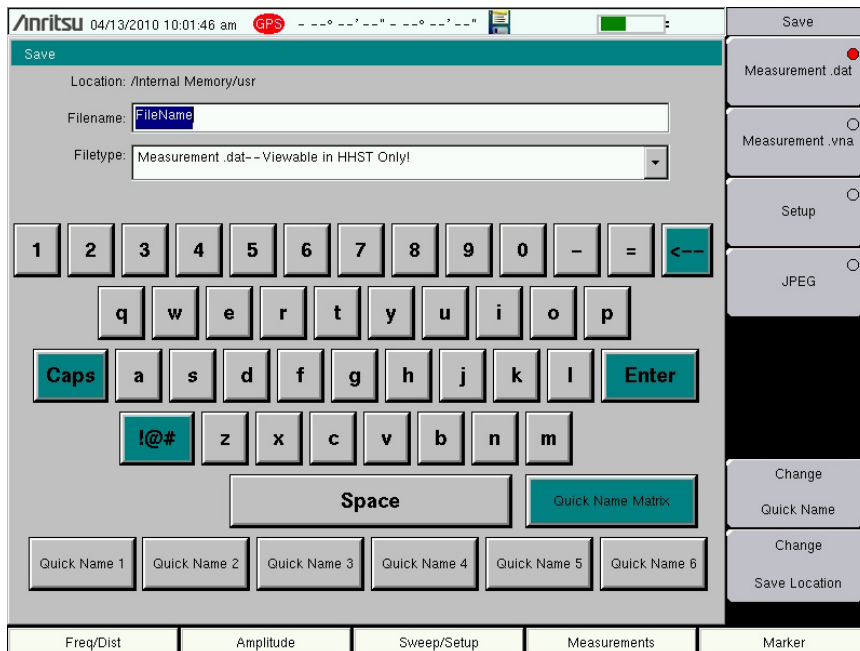 /Inritsu 04/13/2010 10:01:46 am GPS - --° --'--" - --° --'--"
Save
Save
Location: /Internal Memory/usr
Filename: FileName
Filetype: Measurement .dat--Viewable in HHST Only!
1 2 3 4 5 6 7 8 9 0 - = <--
q w e r t y u i o p
Caps a s d f g h j k l Enter
!@# z x c v b n m
Space Quick Name Matrix
Quick Name 1 Quick Name 2 Quick Name 3 Quick Name 4 Quick Name 5 Quick Name 6
Measurement .dat
Measurement .vna
Setup
JPEG
Change
Quick Name
Change
Save Location
Freq/Dist Amplitude Sweep/Setup Measurements Marker